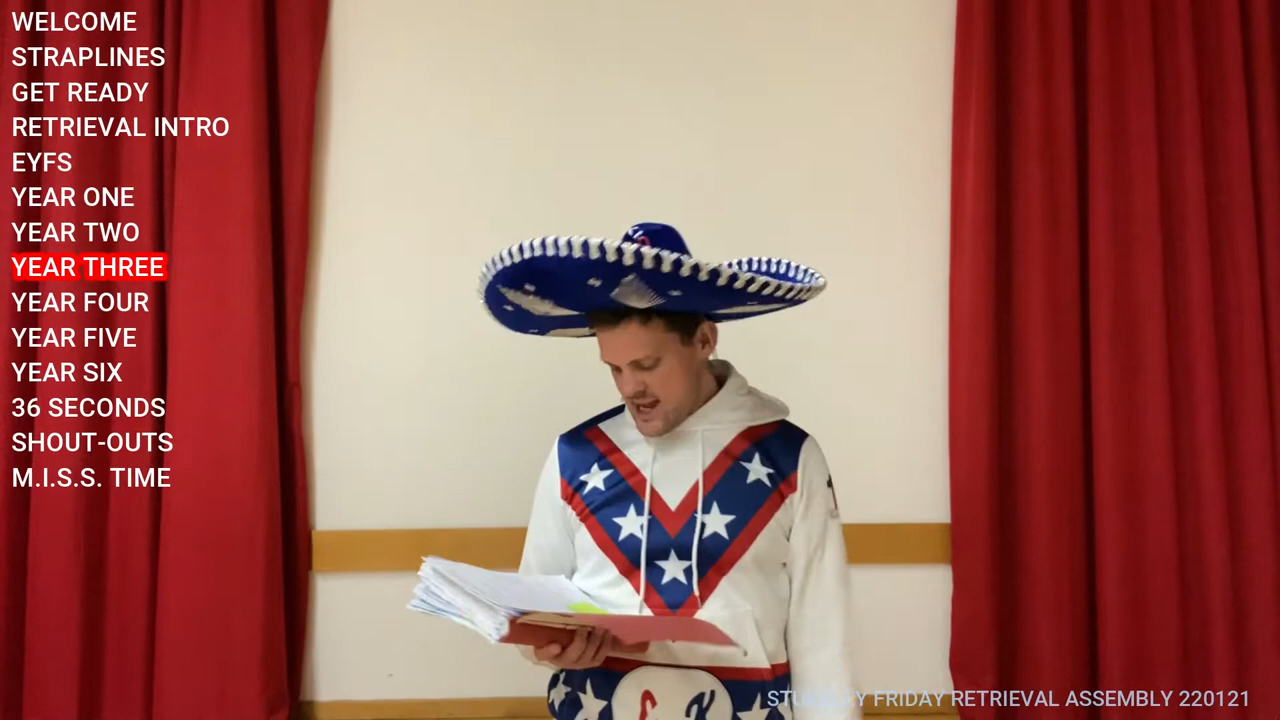 WELCOME
STRAPLINES
GET READY
RETRIEVAL INTRO
EYFS
YEAR ONE
YEAR TWO
YEAR THREE
YEAR FOUR
YEAR FIVE
YEAR SIX
36 SECONDS
SHOUT-OUTS
M.I.S.S. TIME
FRIDAY RETRIEVAL ASSEMBLY 220121